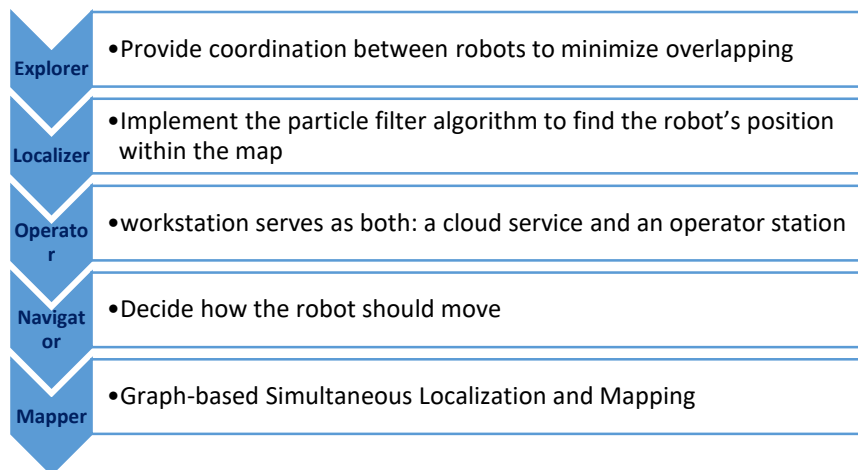 Explorer
•Provide coordination between robots to minimize overlapping
Localizer
•Implement the particle filter algorithm to find the robot's position
within the map
Operato
r
•workstation serves as both: a cloud service and an operator station
Navigat
or
•Decide how the robot should move
Mapper
•Graph-based Simultaneous Localization and Mapping